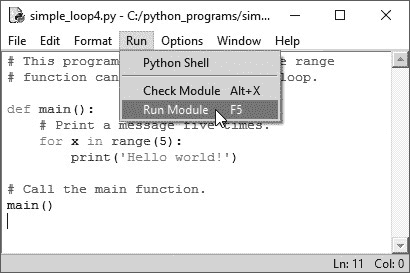 simple_loop4.py - C:/python_programs/sim...
File Edit Format Run Options Window Help
# This progra
e range
Python Shell
# function can
loop.
Check Module Alt+X
def main():
Run Module F5
# Print a message five times.
for x in range(5):
print('Hello world!')
# Call the main function.
main()
Ln: 11 Col: 0